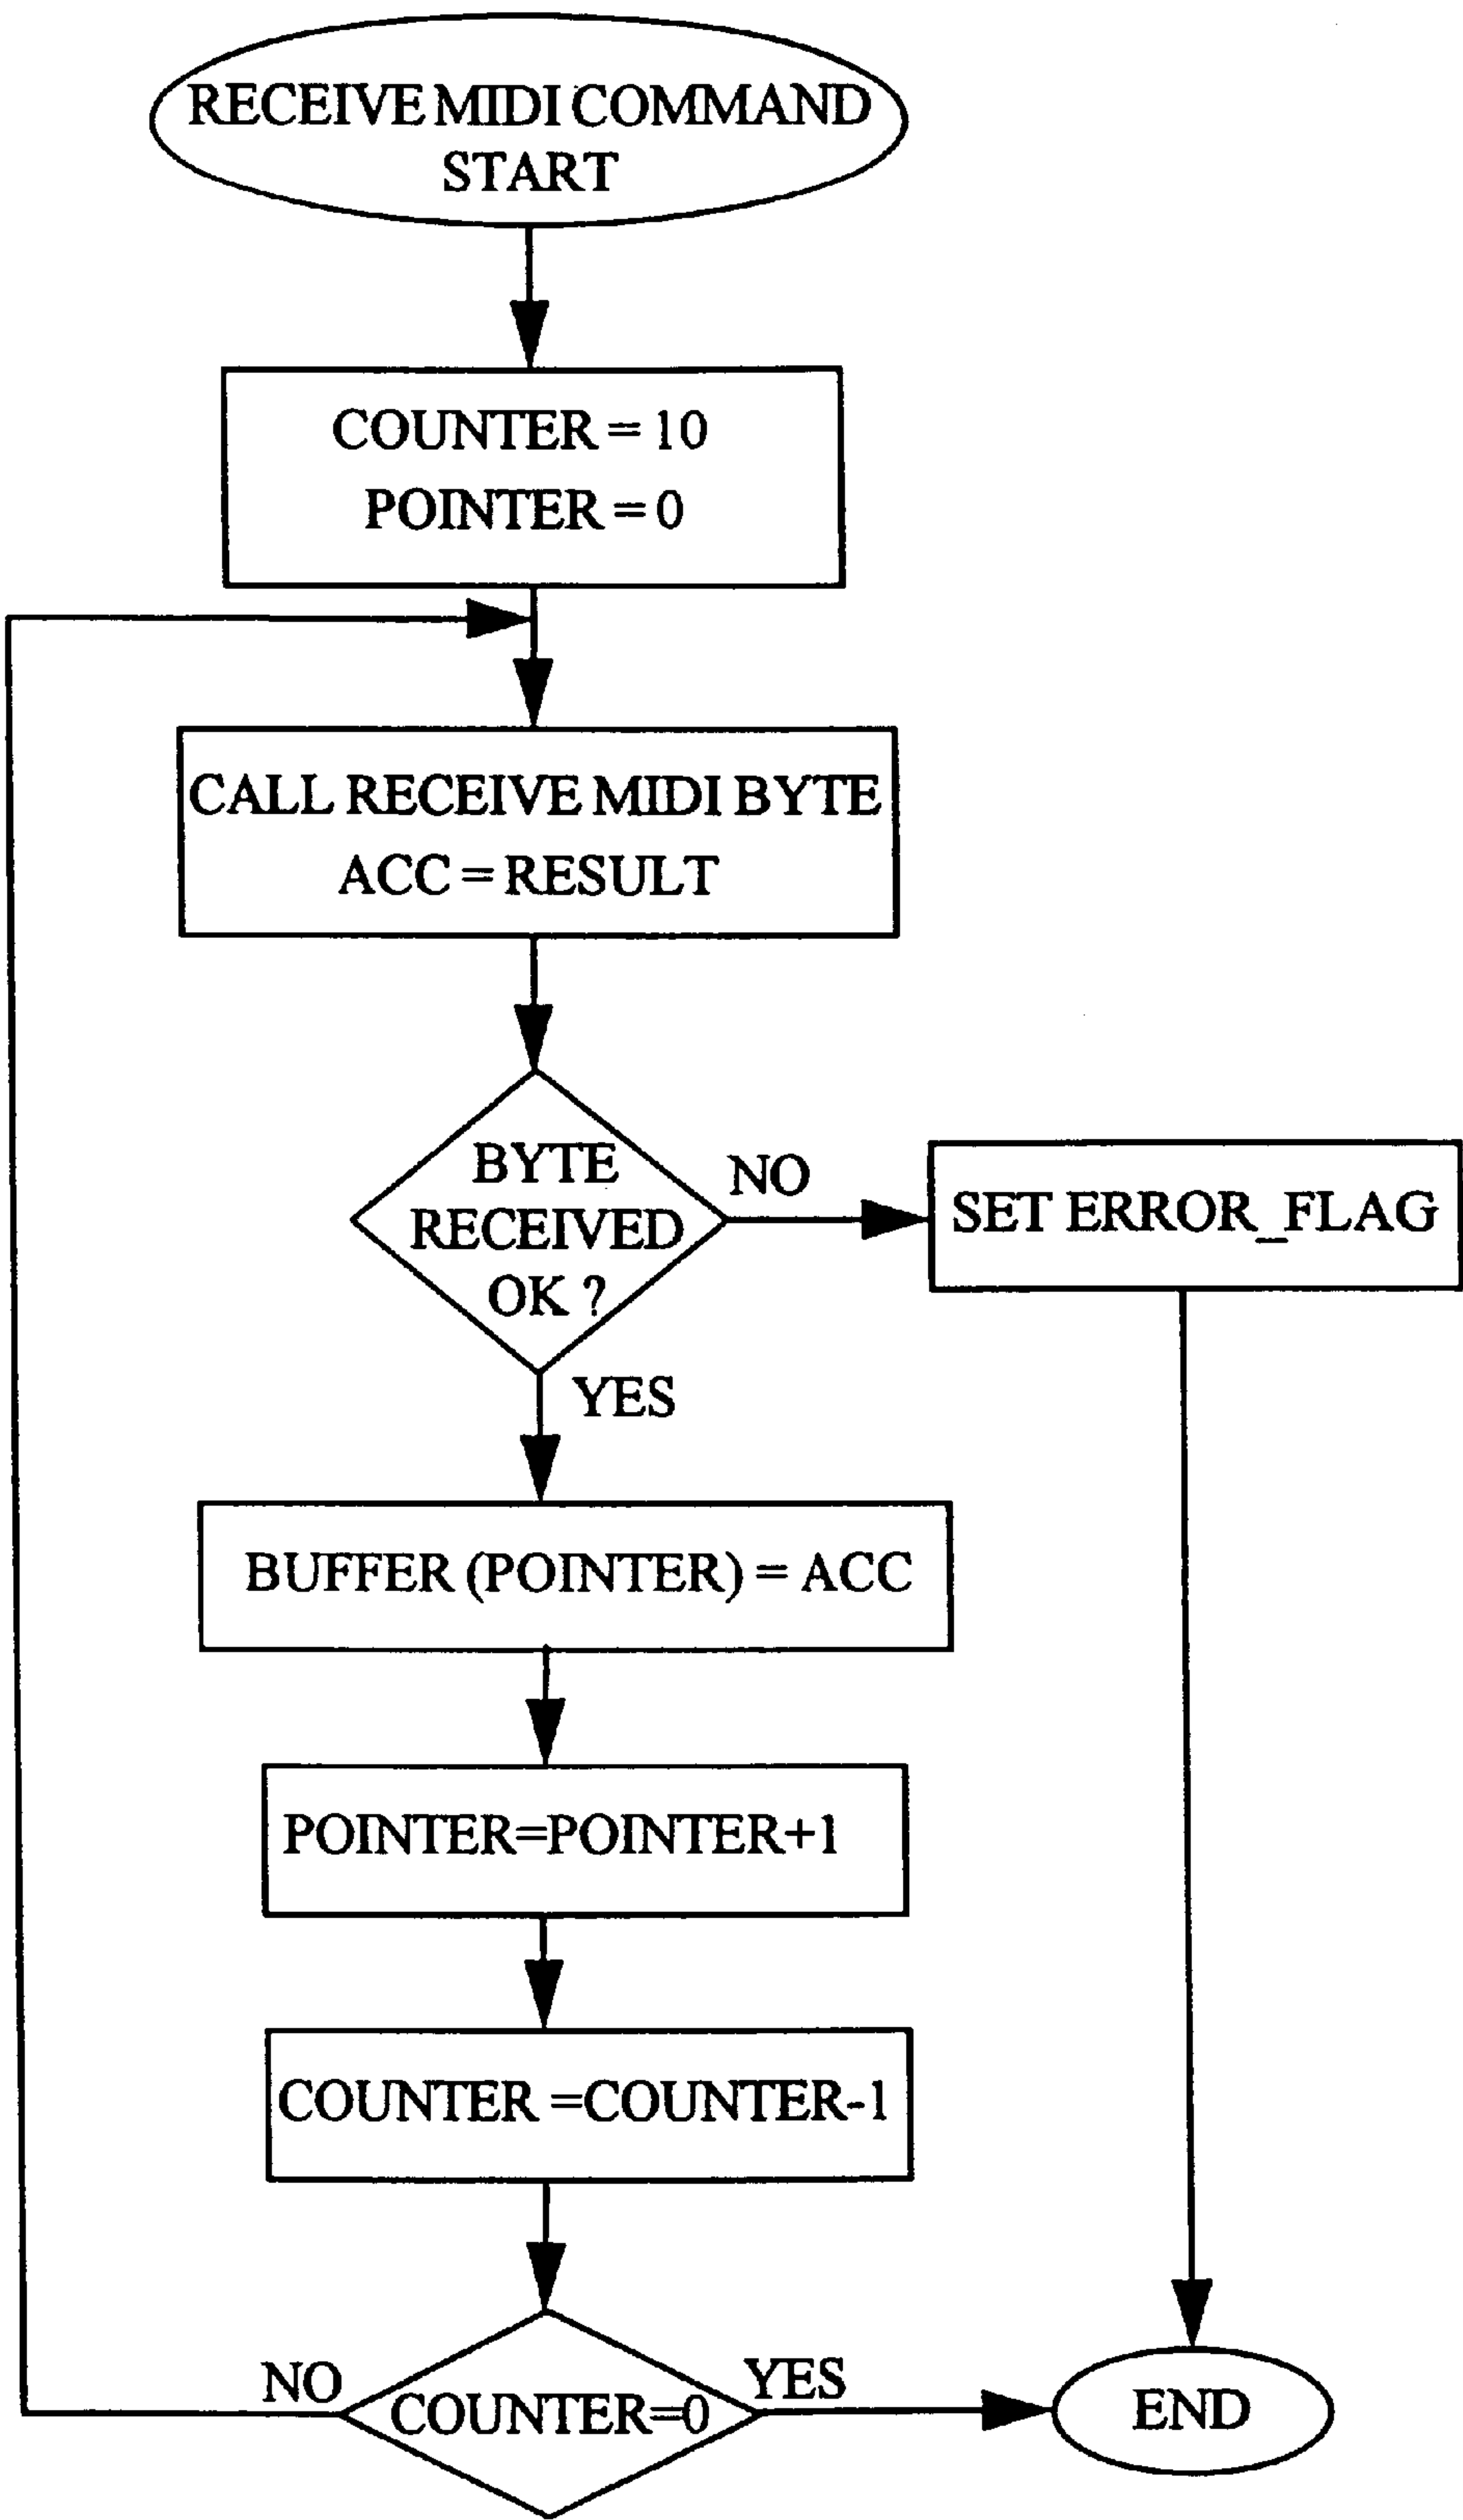 RECEIVE MIDI COMMAND
START
COUNTER = 10
POINTER = 0
CALL RECEIVE MIDI BYTE
ACC = RESULT
BYTE
RECEIVED
OK ?
NO
SET ERROR_FLAG
YES
BUFFER (POINTER) = ACC
POINTER=POINTER+1
COUNTER =COUNTER-1
NO
COUNTER=0
YES
END